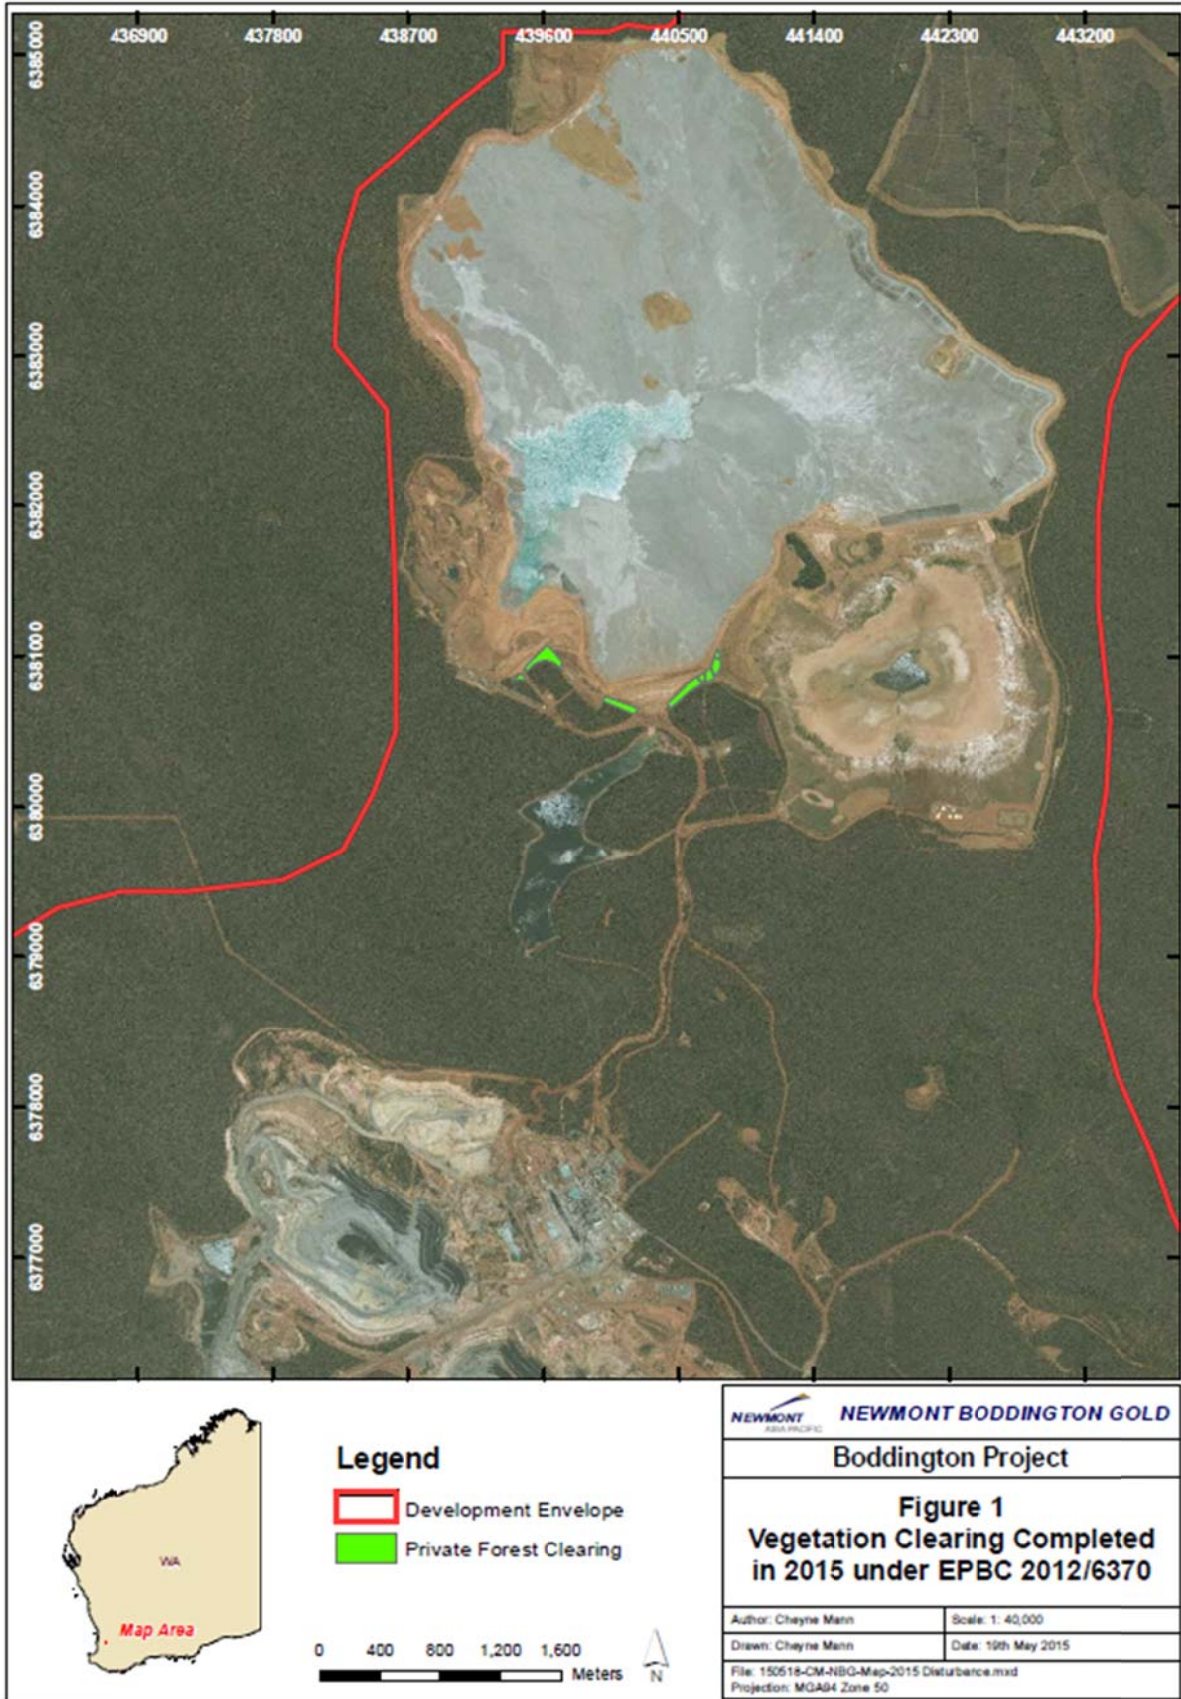 436900 437800 438700 439600 440500 441400 442300 443200
6385000
6384000
6383000
6382000
6381000
6380000
6379000
6378000
6377000
WA
Map Area
Legend
Development Envelope
Private Forest Clearing
0 400 800 1,200 1,600
Meters
N
NEWMONT
ASIA PACIFIC
NEWMONT BODDINGTON GOLD
Boddington Project
Figure 1
Vegetation Clearing Completed
in 2015 under EPBC 2012/6370
Author: Cheyne Mann
Scale: 1: 40,000
Drawn: Cheyne Mann
Date: 19th May 2015
File: 150518-CM-NBG-Map-2015 Disturbance.mxd
Projection: MGA94 Zone 50